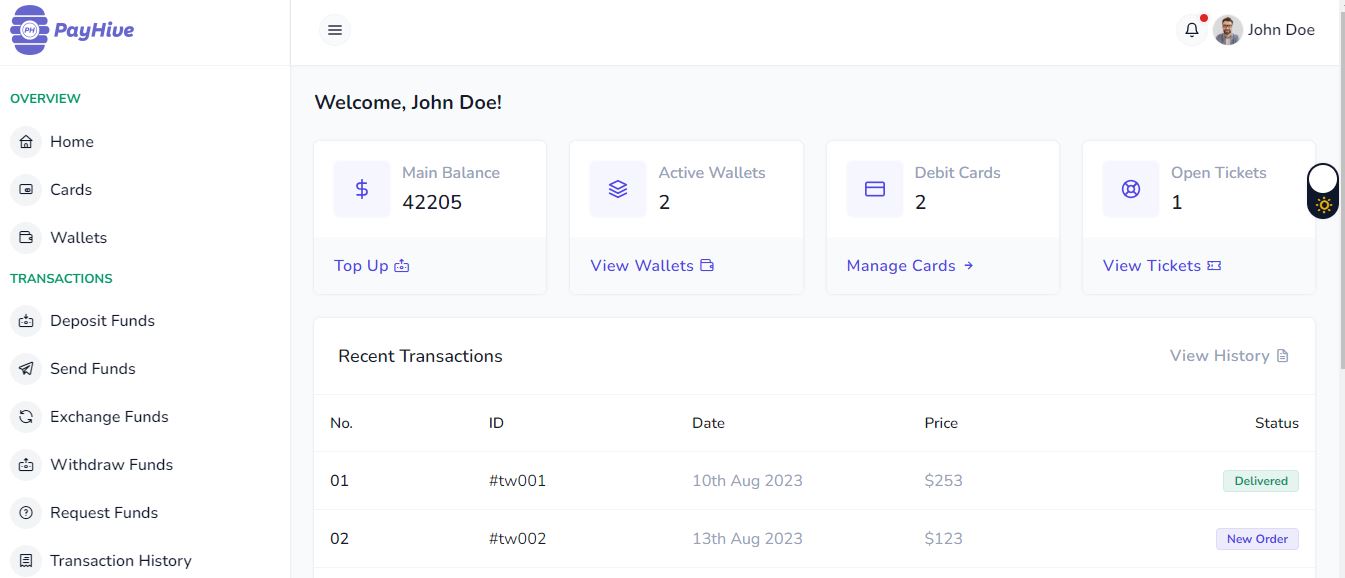 PH PayHive
John Doe
OVERVIEW
Home
Cards
Wallets
TRANSACTIONS
Deposit Funds
Send Funds
Exchange Funds
Withdraw Funds
Request Funds
Transaction History
Welcome, John Doe!
Main Balance
42205
Top Up
Active Wallets
2
View Wallets
Debit Cards
2
Manage Cards
Open Tickets
1
View Tickets
Recent Transactions View History
No. ID Date Price Status
01 #tw001 10th Aug 2023 $253 Delivered
02 #tw002 13th Aug 2023 $123 New Order